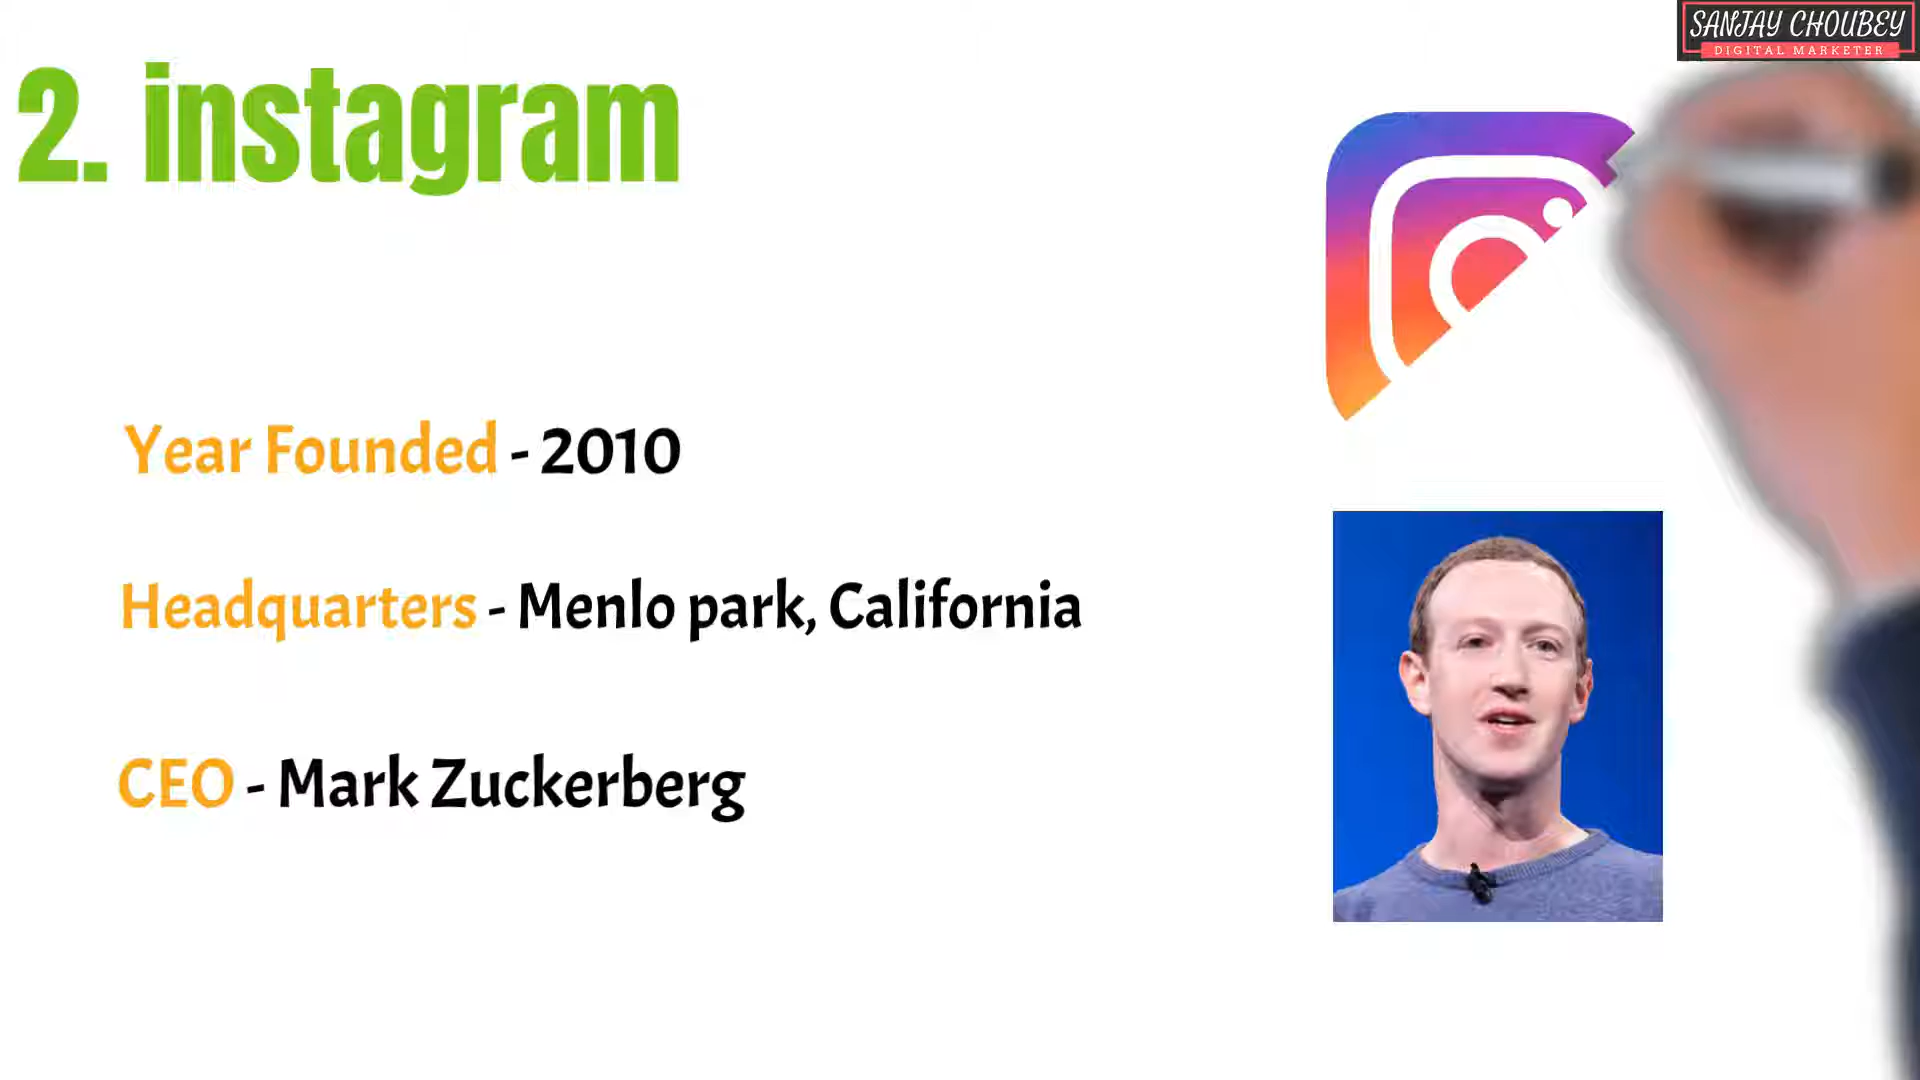 SANJAY CHOUBEY
DIGITAL MARKETER
2. instagram
Year Founded - 2010
Headquarters - Menlo park, California
CEO - Mark Zuckerberg